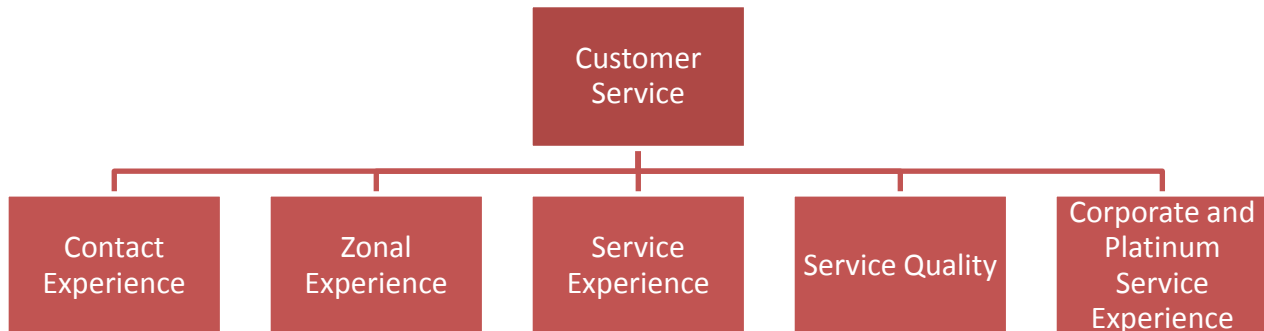 Customer
Service
Contact
Experience
Zonal
Experience
Service
Experience
Service Quality
Corporate and
Platinum
Service
Experience